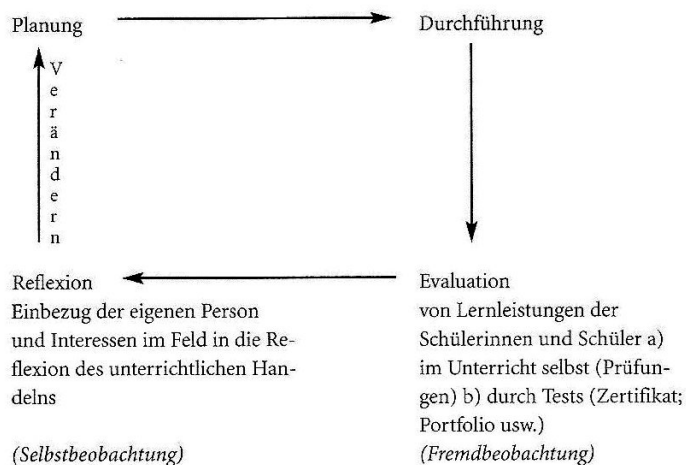 Planung
Durchführung
Verändern
Reflexion
Einbezug der eigenen Person
und Interessen im Feld in die Re-
flexion des unterrichtlichen Han-
delns
(Selbstbeobachtung)
Evaluation
von Lernleistungen der
Schülerinnen und Schüler a)
im Unterricht selbst (Prüfun-
gen) b) durch Tests (Zertifikat;
Portfolio usw.)
(Fremdbeobachtung)